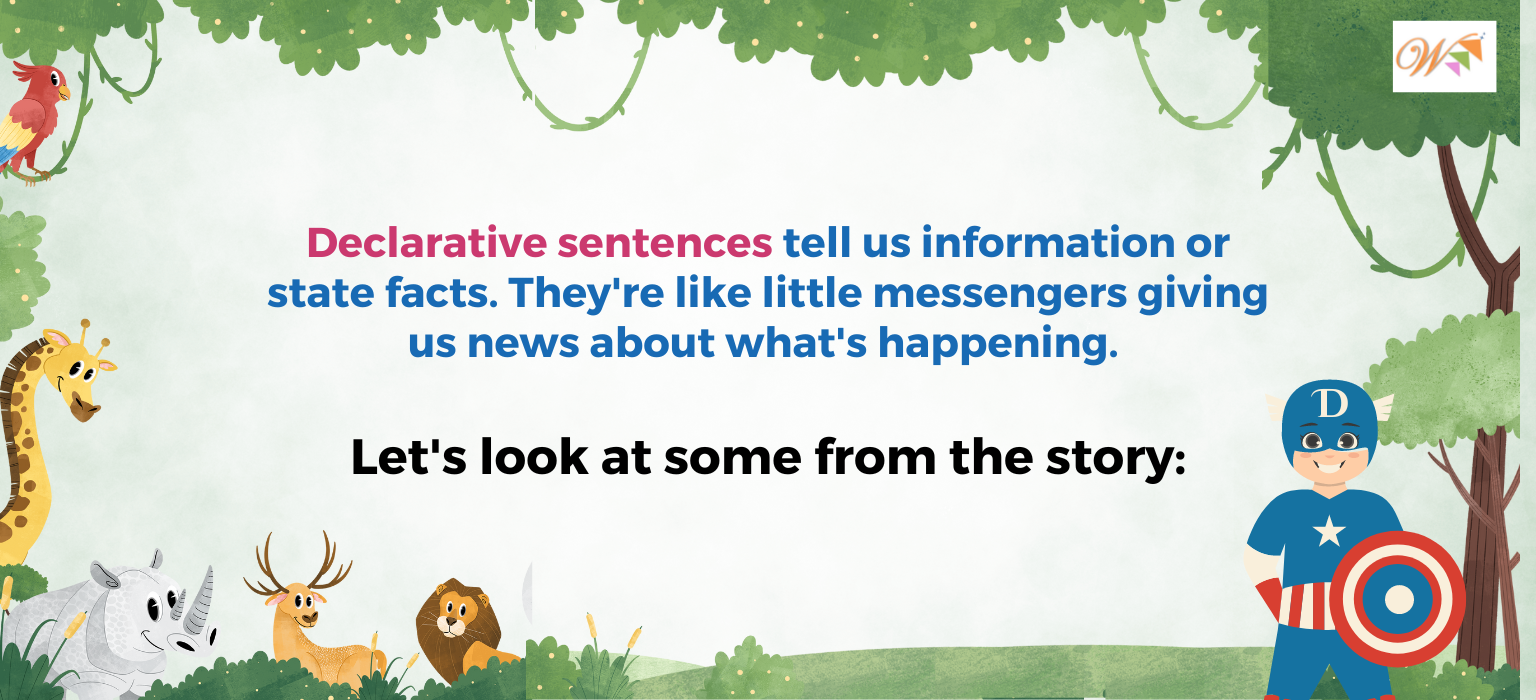 W
Declarative sentences tell us information or
state facts. They're like little messengers giving
us news about what's happening.
D
Let's look at some from the story: